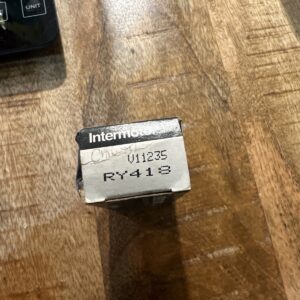 UNIT
Intermotor
V11235
RY418